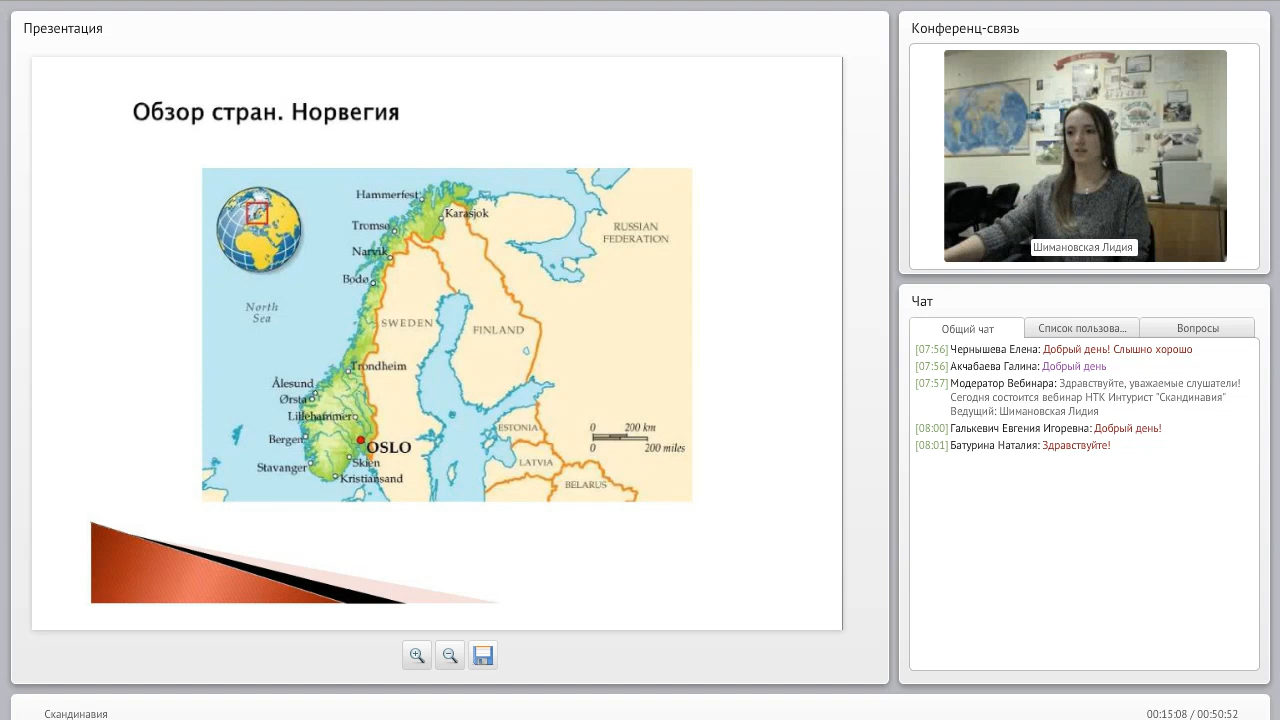 Презентация
Обзор стран. Норвегия
Hammerfest
Karasjok
Tromsø
RUSSIAN
FEDERATION
Narvik
Bodø
North
Sea
SWEDEN
FINLAND
Trondheim
Ålesund
Ørsta
Lillehammer
ESTONIA
0 200 km
0 200 miles
Bergen
OSLO
Skien
Stavanger
LATVIA
Kristiansand
BELARUS
Конференц-связь
Шимановская Лидия
Чат
Общий чат
Список пользова...
Вопросы
[07:56] Чернышева Елена: Добрый день! Слышно хорошо
[07:56] Акчабаева Галина: Добрый день
[07:57] Модератор Вебинара: Здравствуйте, уважаемые слушатели!
Сегодня состоится вебинар НТК Интурист "Скандинавия"
Ведущий: Шимановская Лидия
[08:00] Галькевич Евгения Игоревна: Добрый день!
[08:01] Батурина Наталия: Здравствуйте!
Скандинавия
00:15:08 / 00:50:52